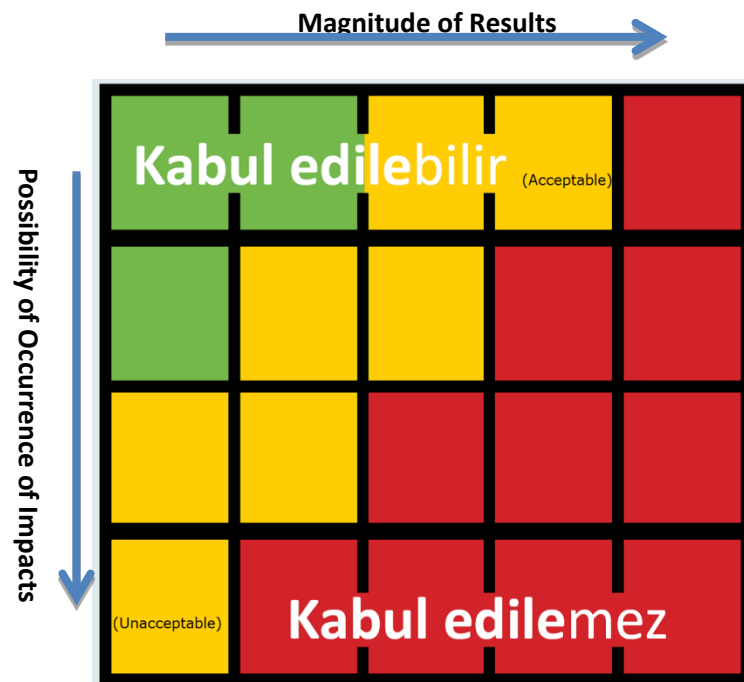 Magnitude of Results
Possibility of Occurrence of Impacts
Kabul edilebilir (Acceptable)
(Unacceptable) Kabul edilemez